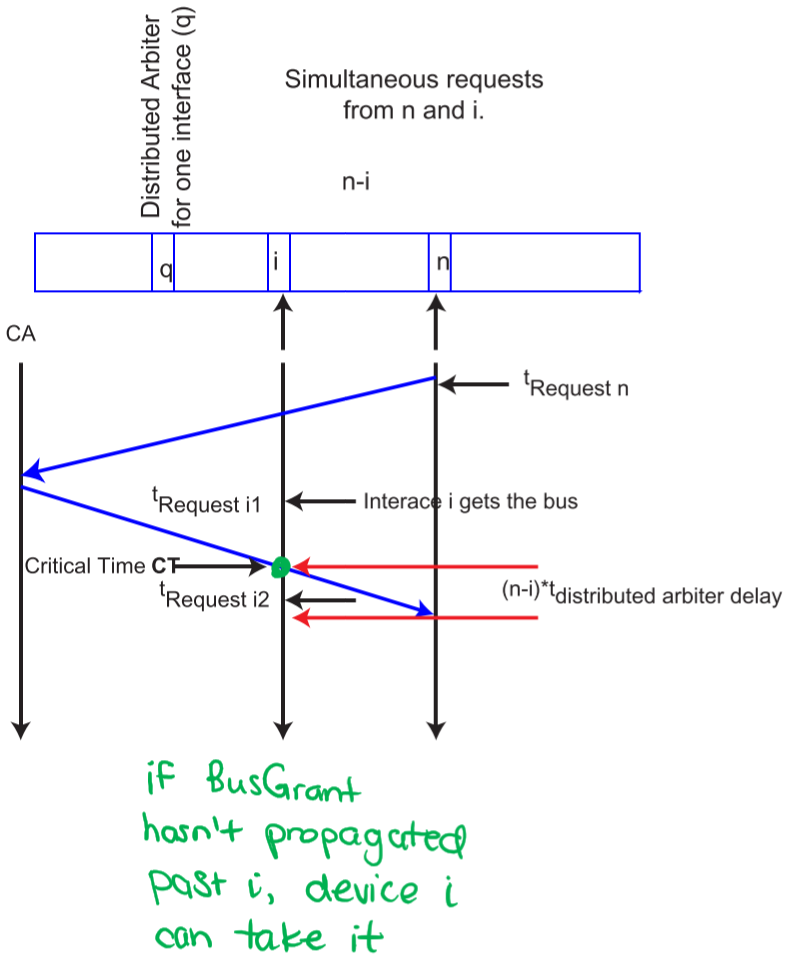 Distributed Arbiter
for one interface (q)
Simultaneous requests
from n and i.
n-i
q
i
n
CA
tRequest n
tRequest i1
Interace i gets the bus
Critical Time CT
tRequest i2
(n-i)*tdistributed arbiter delay
if BusGrant
hasn't propagated
past i, device i
can take it